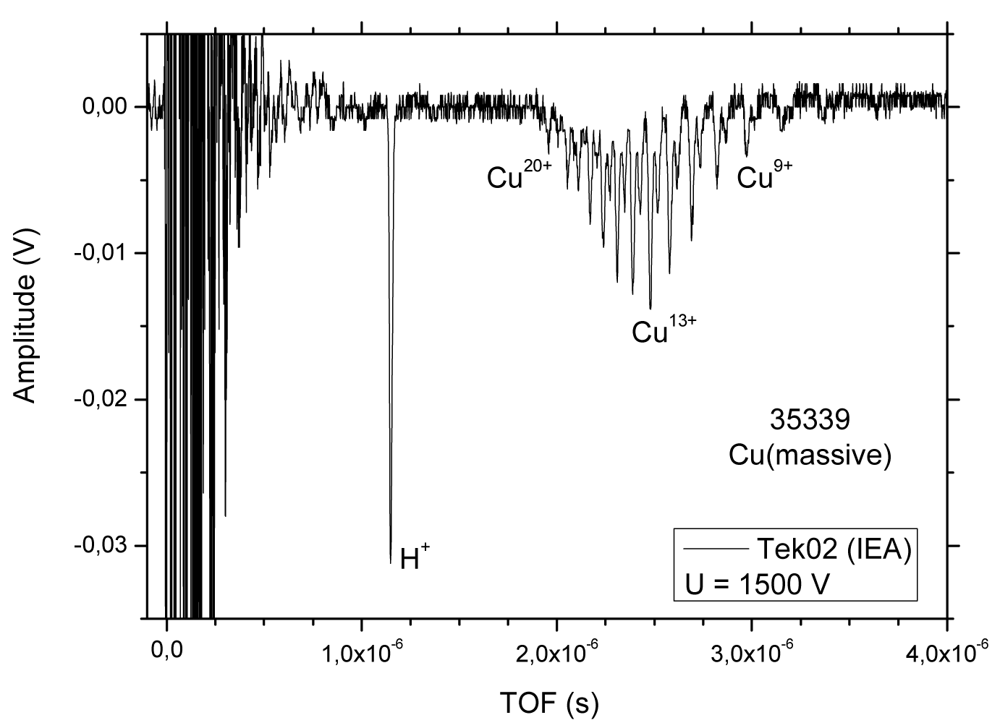 0,00
-0,01
-0,02
-0,03
Amplitude (V)
Cu20+
Cu9+
Cu13+
H+
35339
Cu(massive)
Tek02 (IEA)
U = 1500 V
0,0
1,0x10-6
2,0x10-6
3,0x10-6
4,0x10-6
TOF (s)